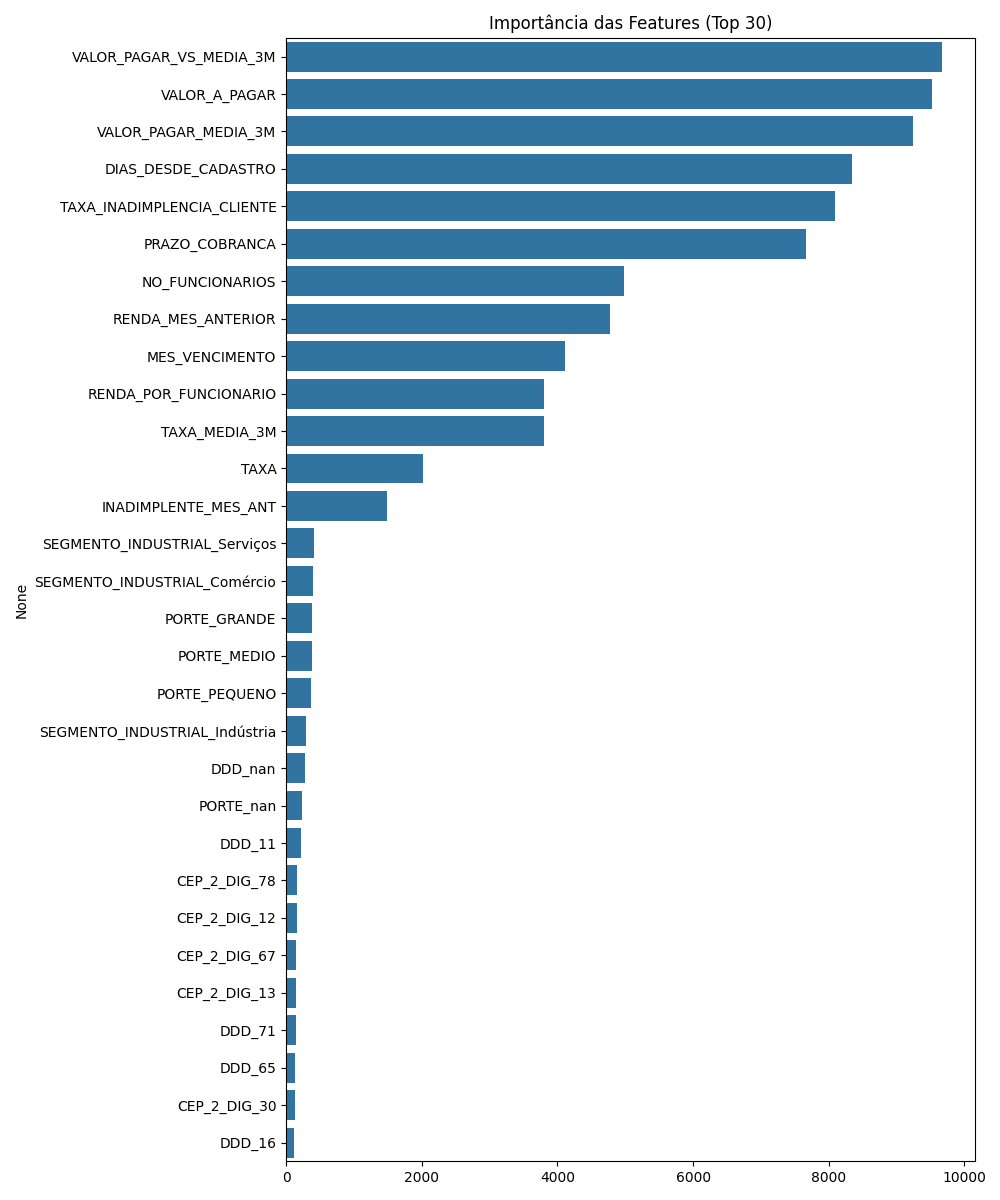 Importância das Features (Top 30)
VALOR_PAGAR_VS_MEDIA_3M
VALOR_A_PAGAR
VALOR_PAGAR_MEDIA_3M
DIAS_DESDE_CADASTRO
TAXA_INADIMPLENCIA_CLIENTE
PRAZO_COBRANCA
NO_FUNCIONARIOS
RENDA_MES_ANTERIOR
MES_VENCIMENTO
RENDA_POR_FUNCIONARIO
TAXA_MEDIA_3M
TAXA
INADIMPLENTE_MES_ANT
SEGMENTO_INDUSTRIAL_Serviços
SEGMENTO_INDUSTRIAL_Comércio
None
PORTE_GRANDE
PORTE_MEDIO
PORTE_PEQUENO
SEGMENTO_INDUSTRIAL_Indústria
DDD_nan
PORTE_nan
DDD_11
CEP_2_DIG_78
CEP_2_DIG_12
CEP_2_DIG_67
CEP_2_DIG_13
DDD_71
DDD_65
CEP_2_DIG_30
DDD_16
0 2000 4000 6000 8000 10000